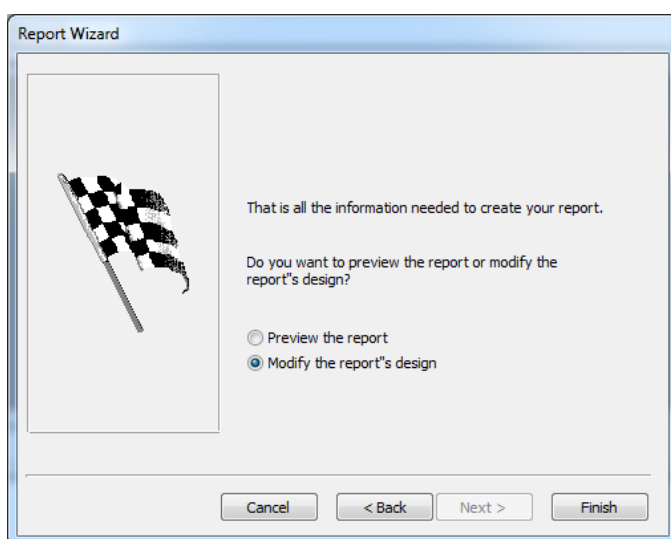 Report Wizard
That is all the information needed to create your report.
Do you want to preview the report or modify the
report"s design?
Preview the report
Modify the report"s design
Cancel
< Back
Next >
Finish